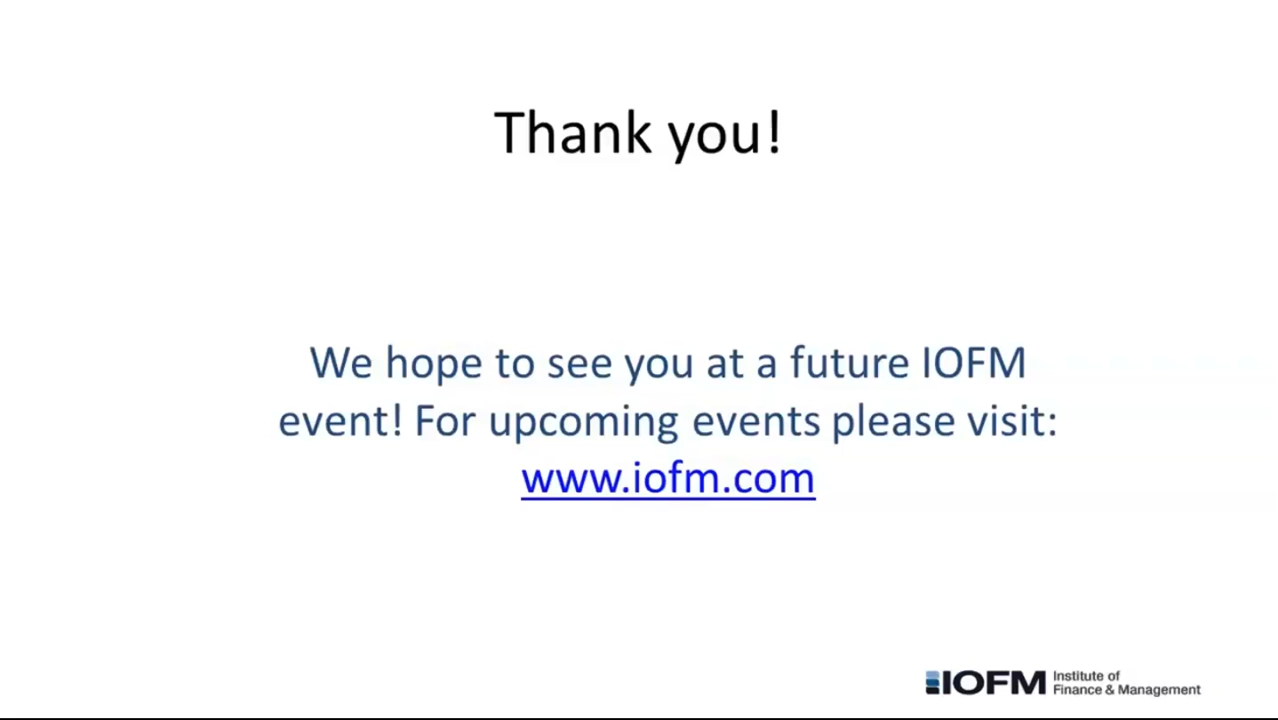 Thank you!
We hope to see you at a future IOFM
event! For upcoming events please visit:
www.iofm.com
IOFM Institute of
Finance & Management